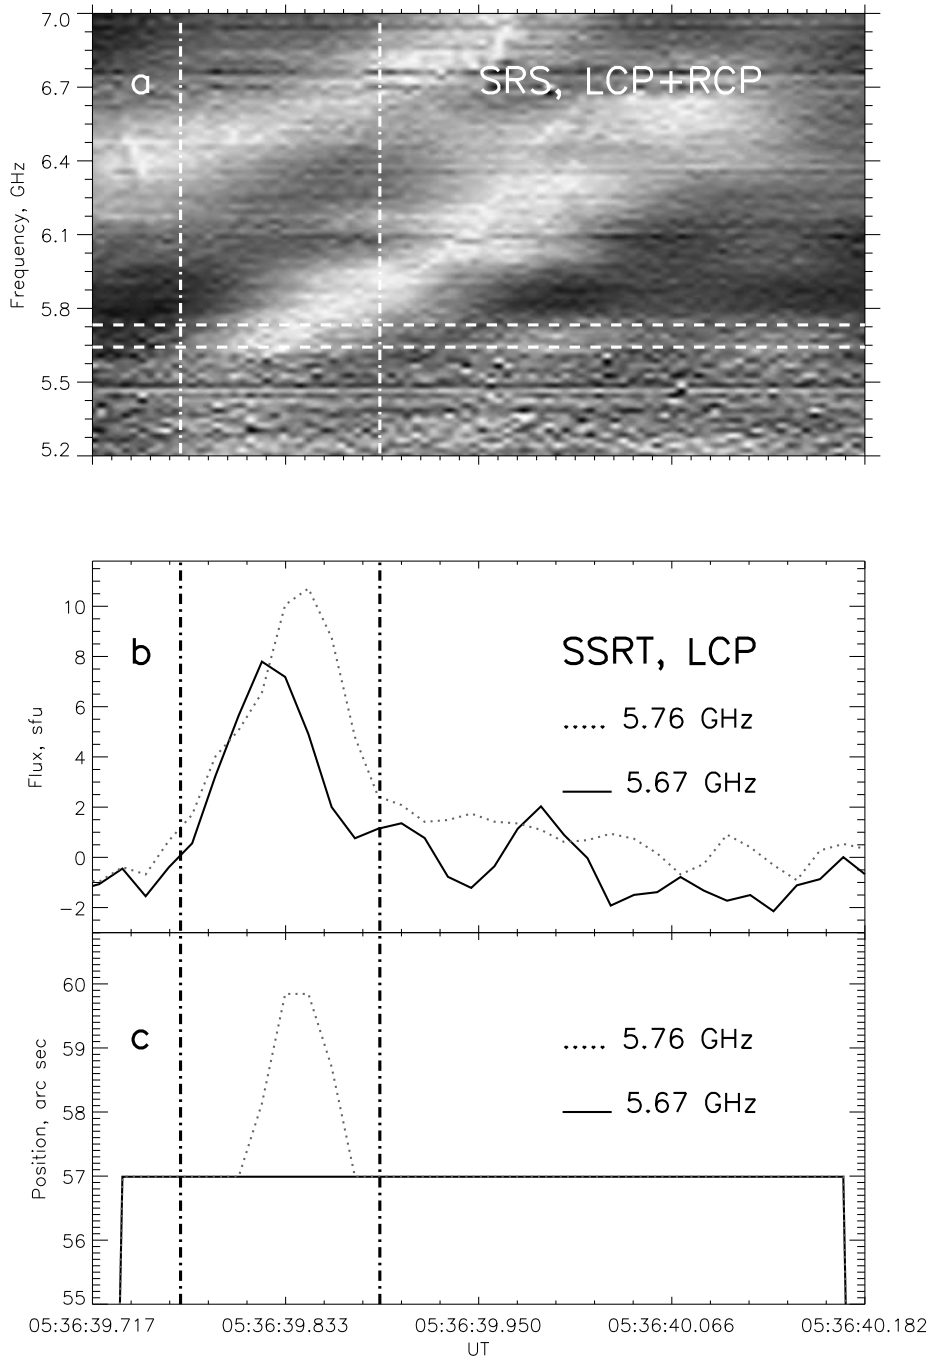 7.0
6.7
6.4
6.1
5.8
5.5
5.2
Frequency, GHz
a
SRS, LCP+RCP
10
8
6
4
2
0
−2
Flux, sfu
b
SSRT, LCP
5.76 GHz
5.67 GHz
60
59
58
57
56
55
Position, arc sec
c
5.76 GHz
5.67 GHz
05:36:39.717 05:36:39.833 05:36:39.950 05:36:40.066 05:36:40.182
UT